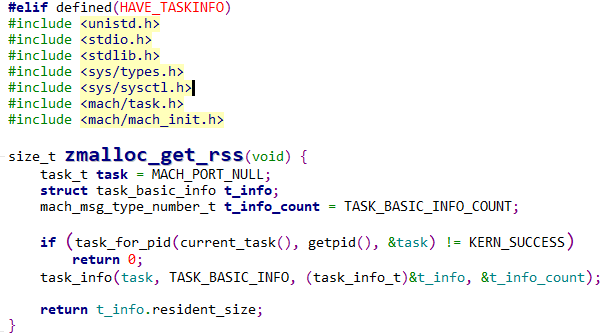 #elif defined(HAVE_TASKINFO)
#include <unistd.h>
#include <stdio.h>
#include <stdlib.h>
#include <sys/types.h>
#include <sys/sysctl.h>
#include <mach/task.h>
#include <mach/mach_init.h>

size_t zmalloc_get_rss(void) {
    task_t task = MACH_PORT_NULL;
    struct task_basic_info t_info;
    mach_msg_type_number_t t_info_count = TASK_BASIC_INFO_COUNT;

    if (task_for_pid(current_task(), getpid(), &task) != KERN_SUCCESS)
        return 0;
    task_info(task, TASK_BASIC_INFO, (task_info_t)&t_info, &t_info_count);

    return t_info.resident_size;
}